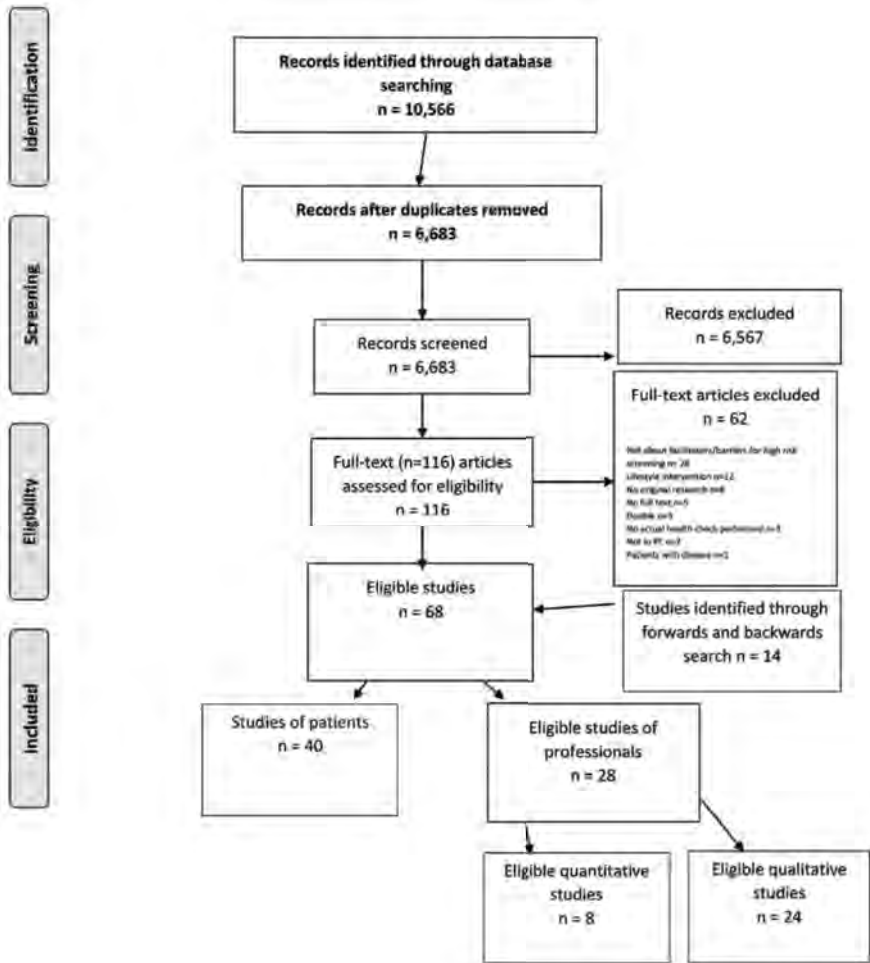 Identification
Records identified through database
searching
n = 10,566
Records after duplicates removed
n = 6,683
Screening
Records screened
n = 6,683
Records excluded
n = 6,567
Full-text articles excluded
n = 62
Not about facilitators/barriers for high risk
screening n= 28
Lifestyle intervention n=12
No original research
No full text n=5
Double
No actual health check performed
Not in
Patients with disease n=1
Eligibility
Full-text (n=116) articles
assessed for eligibility
n = 116
Eligible studies
n = 68
Studies identified through
forwards and backwards
search n = 14
Included
Studies of patients
n = 40
Eligible studies of
professionals
n = 28
Eligible quantitative
studies
n = 8
Eligible qualitative
studies
n = 24